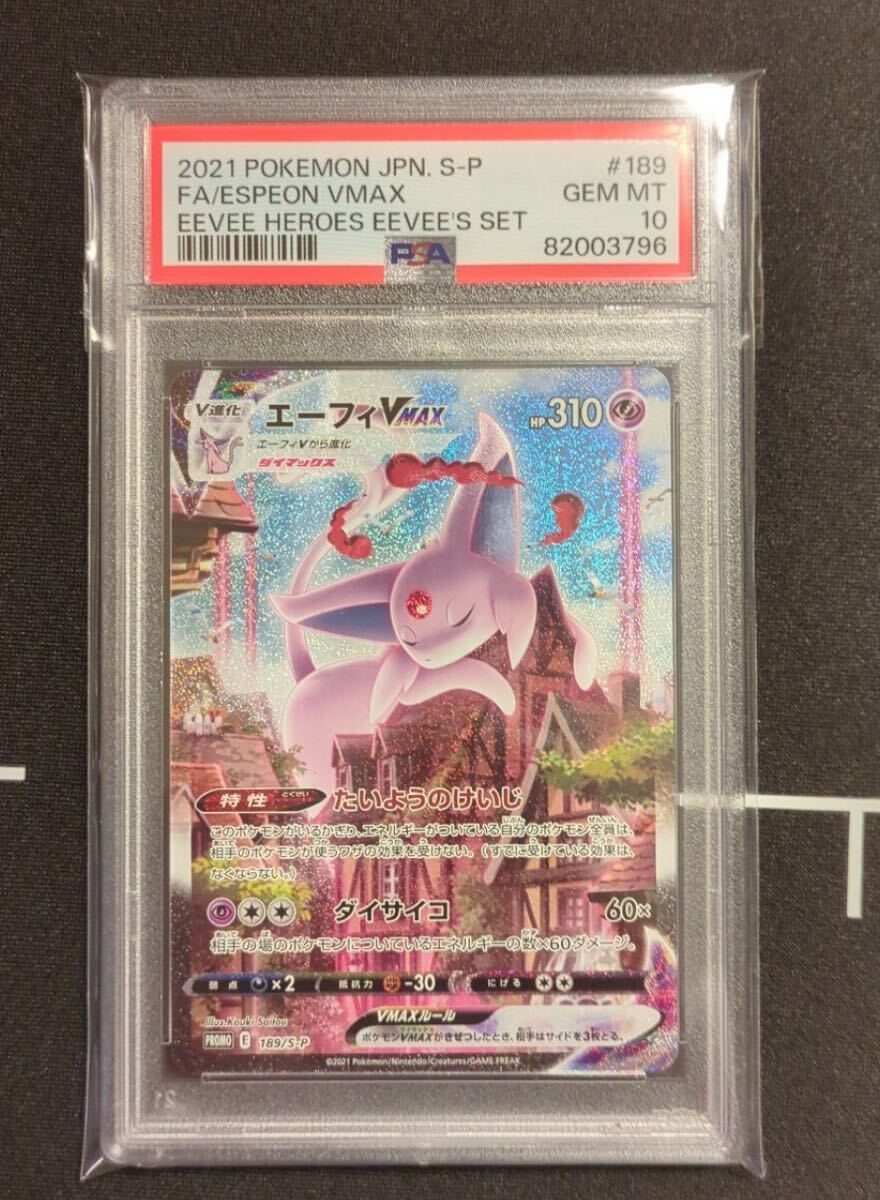 2021 POKEMON JPN. S-P #189
FA/ESPEON VMAX GEM MT
EEVEE HEROES EEVEE'S SET 10
PSA 82003796
V進化 エーフィVMAX HP310
エーフィVから進化
ダイマックス
特性 とくせい たいようのけいじ
このポケモンがいるかぎり、エネルギーがついている自分のポケモン全員は、
相手のポケモンが使うワザの効果を受けない。(すでに受けている効果は、
なくならない。)
ダイサイコ 60×
相手の場のポケモンについているエネルギーの数×60ダメージ。
弱点 ×2 抵抗力 -30 にげる
Illus. Kouki Saitou VMAXルール
ポケモンVMAXがきぜつしたとき、相手はサイドを3枚とる。
PROMO E 189/S-P
©2021 Pokémon/Nintendo/Creatures/GAME FREAK.